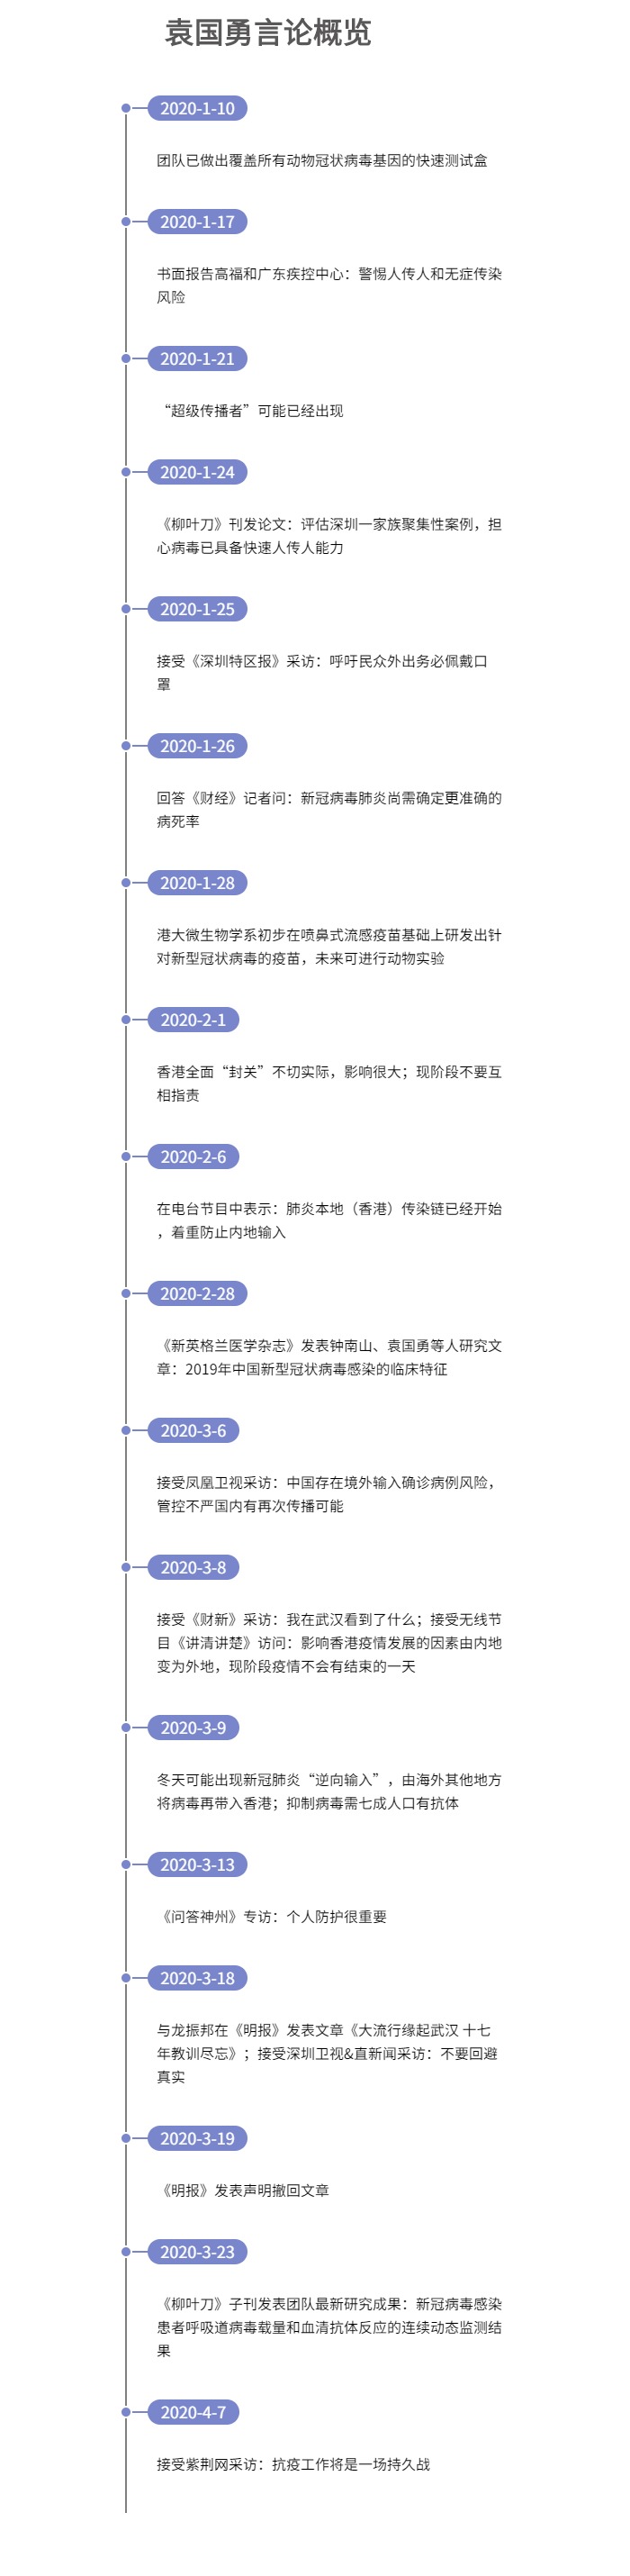 袁国勇言论概览
2020-1-10
团队已做出覆盖所有动物冠状病毒基因的快速测试盒
2020-1-17
书面报告高福和广东疾控中心：警惕人传人和无症传染
风险
2020-1-21
“超级传播者”可能已经出现
2020-1-24
《柳叶刀》刊发论文：评估深圳一家族聚集性案例，担
心病毒已具备快速人传人能力
2020-1-25
接受《深圳特区报》采访：呼吁民众外出务必佩戴口
罩
2020-1-26
回答《财经》记者问：新冠病毒肺炎尚需确定更准确的
病死率
2020-1-28
港大微生物学系初步在喷鼻式流感疫苗基础上研发出针
对新型冠状病毒的疫苗，未来可进行动物实验
2020-2-1
香港全面“封关”不切实际，影响很大；现阶段不要互
相指责
2020-2-6
在电台节目中表示：肺炎本地（香港）传染链已经开始
，着重防止内地输入
2020-2-28
《新英格兰医学杂志》发表钟南山、袁国勇等人研究文
章：2019年中国新型冠状病毒感染的临床特征
2020-3-6
接受凤凰卫视采访：中国存在境外输入确诊病例风险，
管控不严国内有再次传播可能
2020-3-8
接受《财新》采访：我在武汉看到了什么；接受无线节
目《讲清讲楚》访问：影响香港疫情发展的因素由内地
变为外地，现阶段疫情不会有结束的一天
2020-3-9
冬天可能出现新冠肺炎“逆向输入”，由海外其他地方
将病毒再带入香港；抑制病毒需七成人口有抗体
2020-3-13
《问答神州》专访：个人防护很重要
2020-3-18
与龙振邦在《明报》发表文章《大流行缘起武汉 十七
年教训尽忘》；接受深圳卫视&直新闻采访：不要回避
真实
2020-3-19
《明报》发表声明撤回文章
2020-3-23
《柳叶刀》子刊发表团队最新研究成果：新冠病毒感染
患者呼吸道病毒载量和血清抗体反应的连续动态监测结
果
2020-4-7
接受紫荆网采访：抗疫工作将是一场持久战